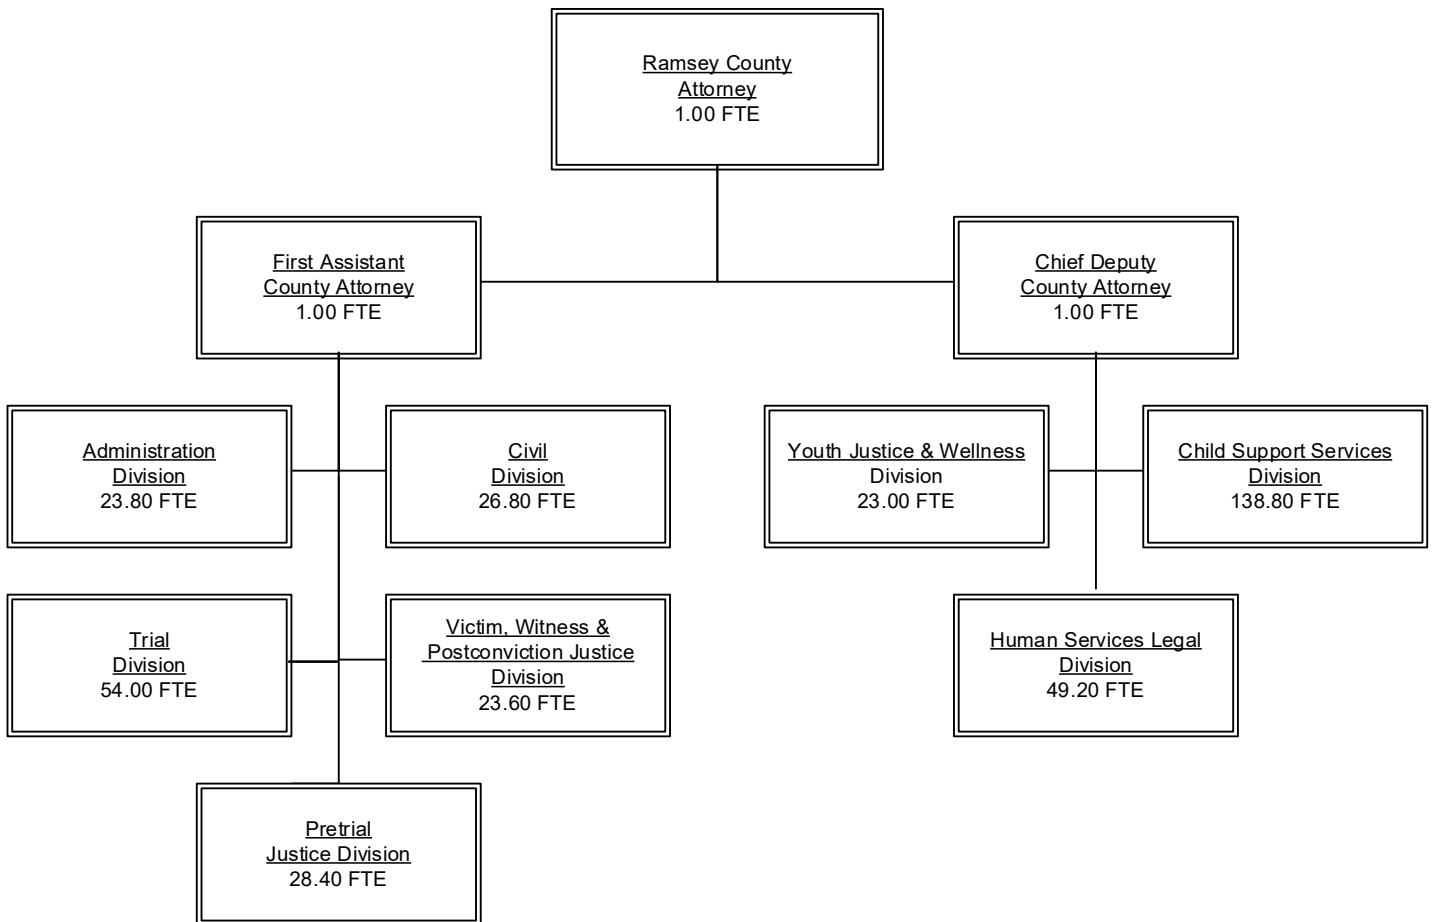 Ramsey County
Attorney
1.00 FTE
First Assistant
County Attorney
1.00 FTE
Chief Deputy
County Attorney
1.00 FTE
Administration
Division
23.80 FTE
Civil
Division
26.80 FTE
Youth Justice & Wellness
Division
23.00 FTE
Child Support Services
Division
138.80 FTE
Trial
Division
54.00 FTE
Victim, Witness &
Postconviction Justice
Division
23.60 FTE
Human Services Legal
Division
49.20 FTE
Pretrial
Justice Division
28.40 FTE